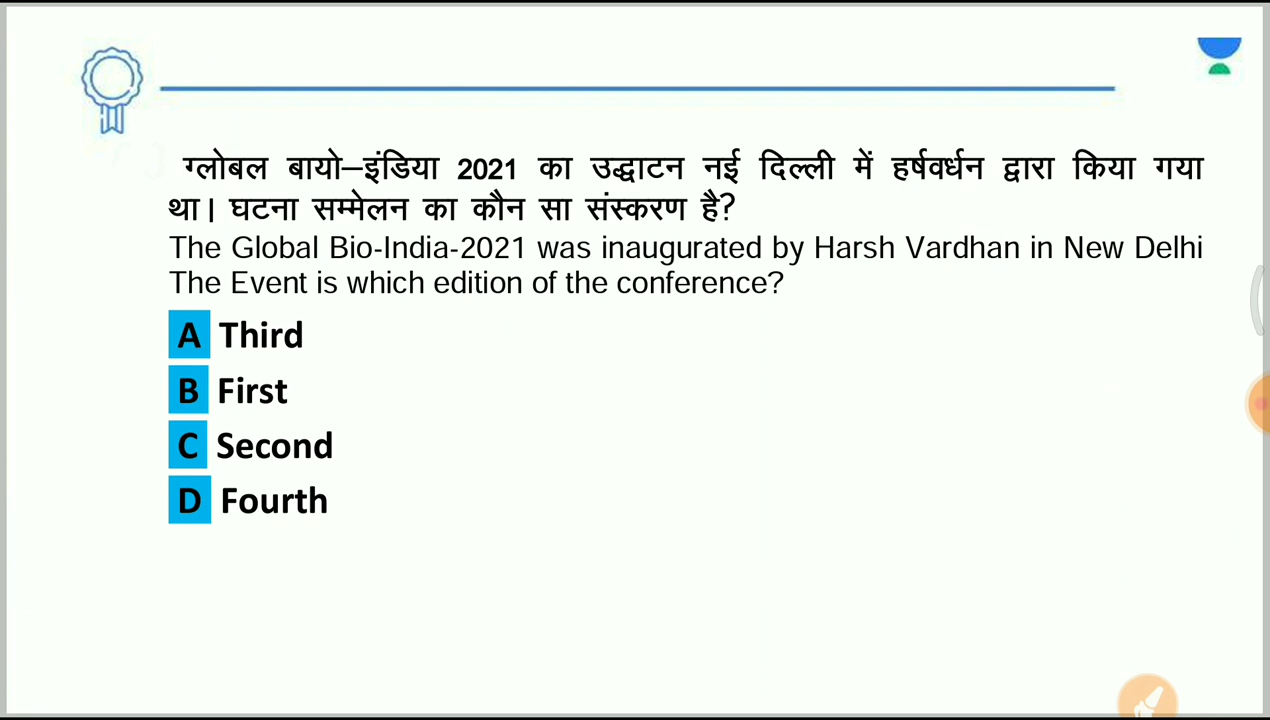 ग्लोबल बायो–इंडिया 2021 का उद्घाटन नई दिल्ली में हर्षवर्धन द्वारा किया गया
था। घटना सम्मेलन का कौन सा संस्करण है?
The Global Bio-India-2021 was inaugurated by Harsh Vardhan in New Delhi
The Event is which edition of the conference?
A Third
B First
C Second
D Fourth